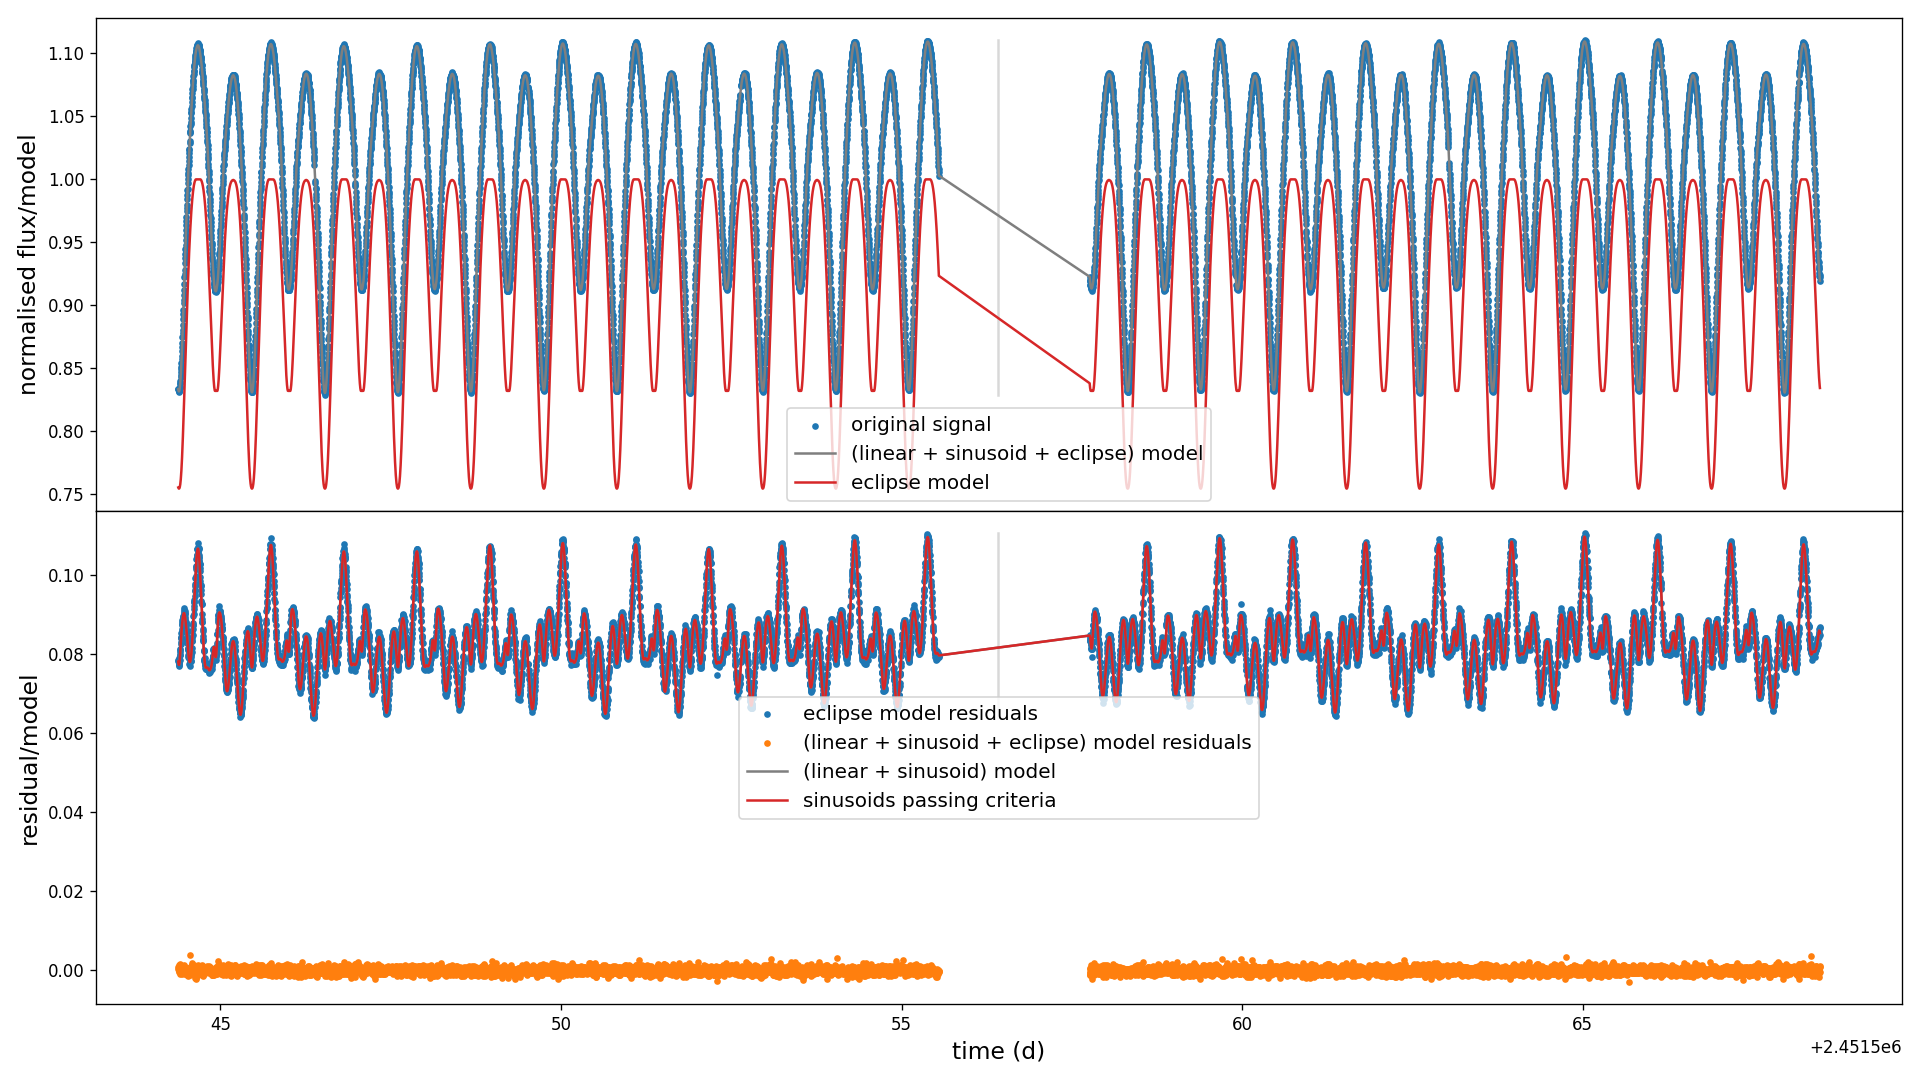 normalised flux/model
1.10
1.05
1.00
0.95
0.90
0.85
0.80
0.75
original signal
(linear + sinusoid + eclipse) model
eclipse model
residual/model
0.10
0.08
0.06
0.04
0.02
0.00
eclipse model residuals
(linear + sinusoid + eclipse) model residuals
(linear + sinusoid) model
sinusoids passing criteria
45
50
55
60
65
time (d)
+2.4515e6